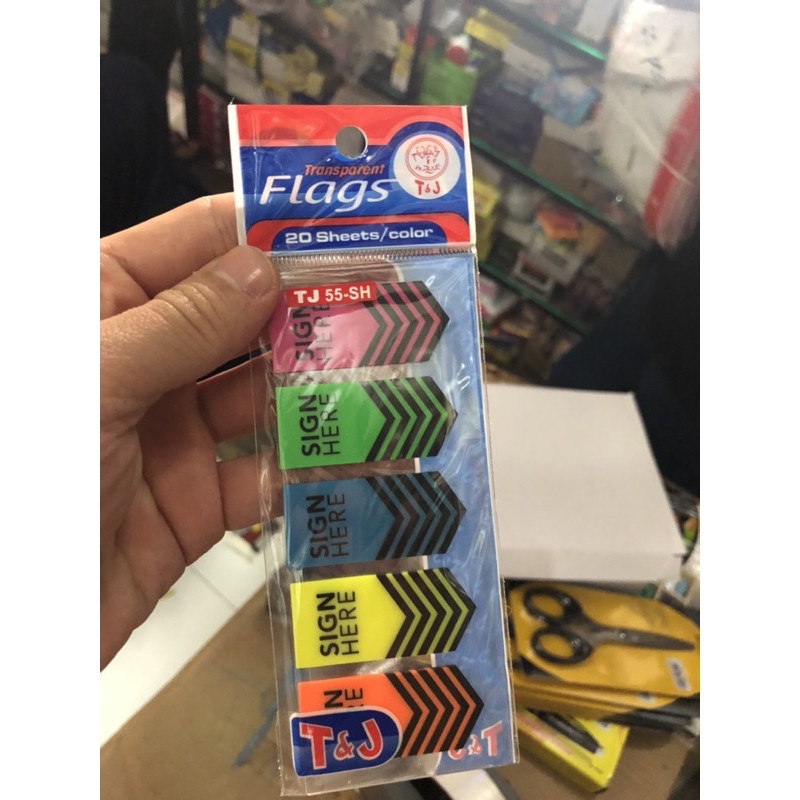 Transparent
Flags
T&J
20 Sheets/color
TJ 55-SH
SIGN
HERE
SIGN
HERE
SIGN
HERE
SIGN
HERE
T&J
T&J